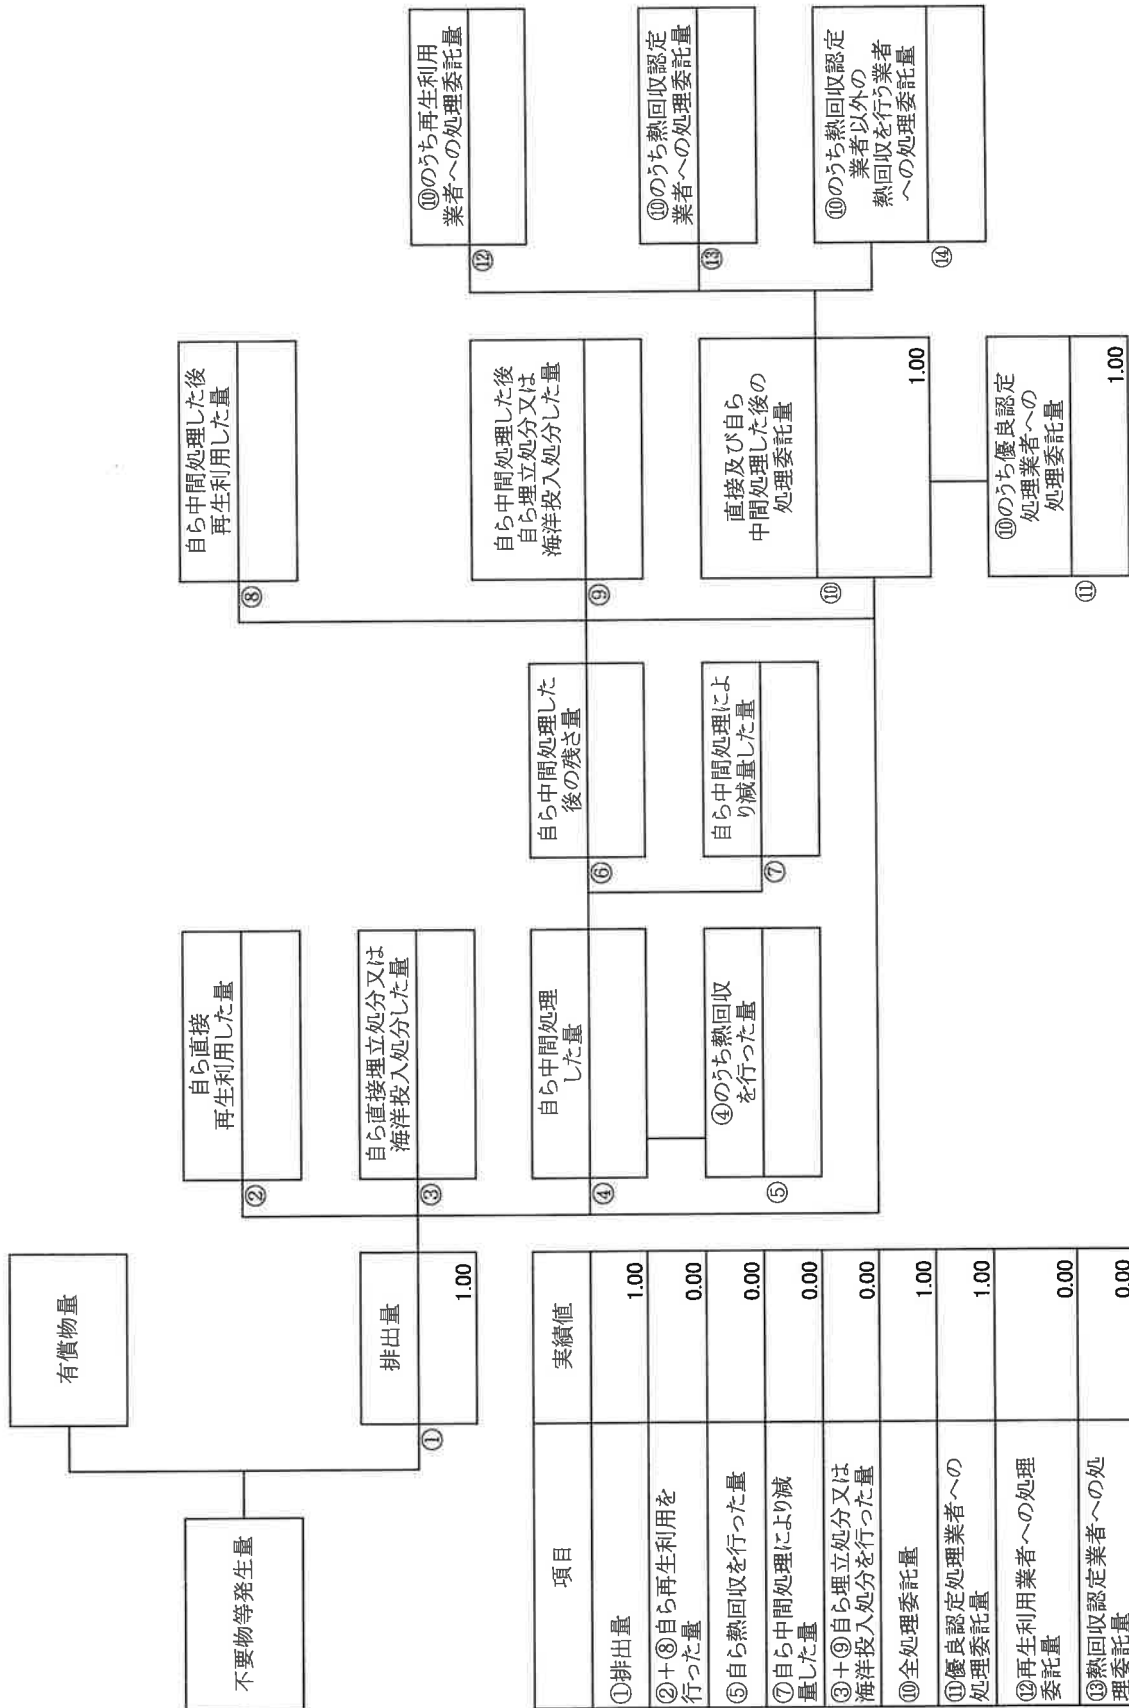 不要物等発生量
有償物量
排出量
①
1.00
自ら直接
再生利用した量
②
自ら直接埋立処分又は
海洋投入処分した量
③
自ら中間処理
した量
④
④のうち熱回収
を行った量
⑤
自ら中間処理した
後の残さ量
⑥
自ら中間処理によ
り減量した量
⑦
自ら中間処理した後
再生利用した量
⑧
自ら中間処理した後
自ら埋立処分又は
海洋投入処分した量
⑨
直接及び自ら
中間処理した後の
処理委託量
⑩
1.00
⑩のうち優良認定
処理業者への
処理委託量
⑪
1.00
⑩のうち再生利用
業者への処理委託量
⑫
⑩のうち熱回収認定
業者への処理委託量
⑬
⑩のうち熱回収認定
業者以外の
熱回収を行う業者
への処理委託量
⑭
項目 実績値
①排出量 1.00
②+⑧自ら再生利用を
行った量 0.00
⑤自ら熱回収を行った量 0.00
⑦自ら中間処理により減
量した量 0.00
③+⑨自ら埋立処分又は
海洋投入処分を行った量 0.00
⑩全処理委託量 1.00
⑪優良認定処理業者への
処理委託量 1.00
⑫再生利用業者への処理
委託量 0.00
⑬熱回収認定業者への処
理委託量 0.00